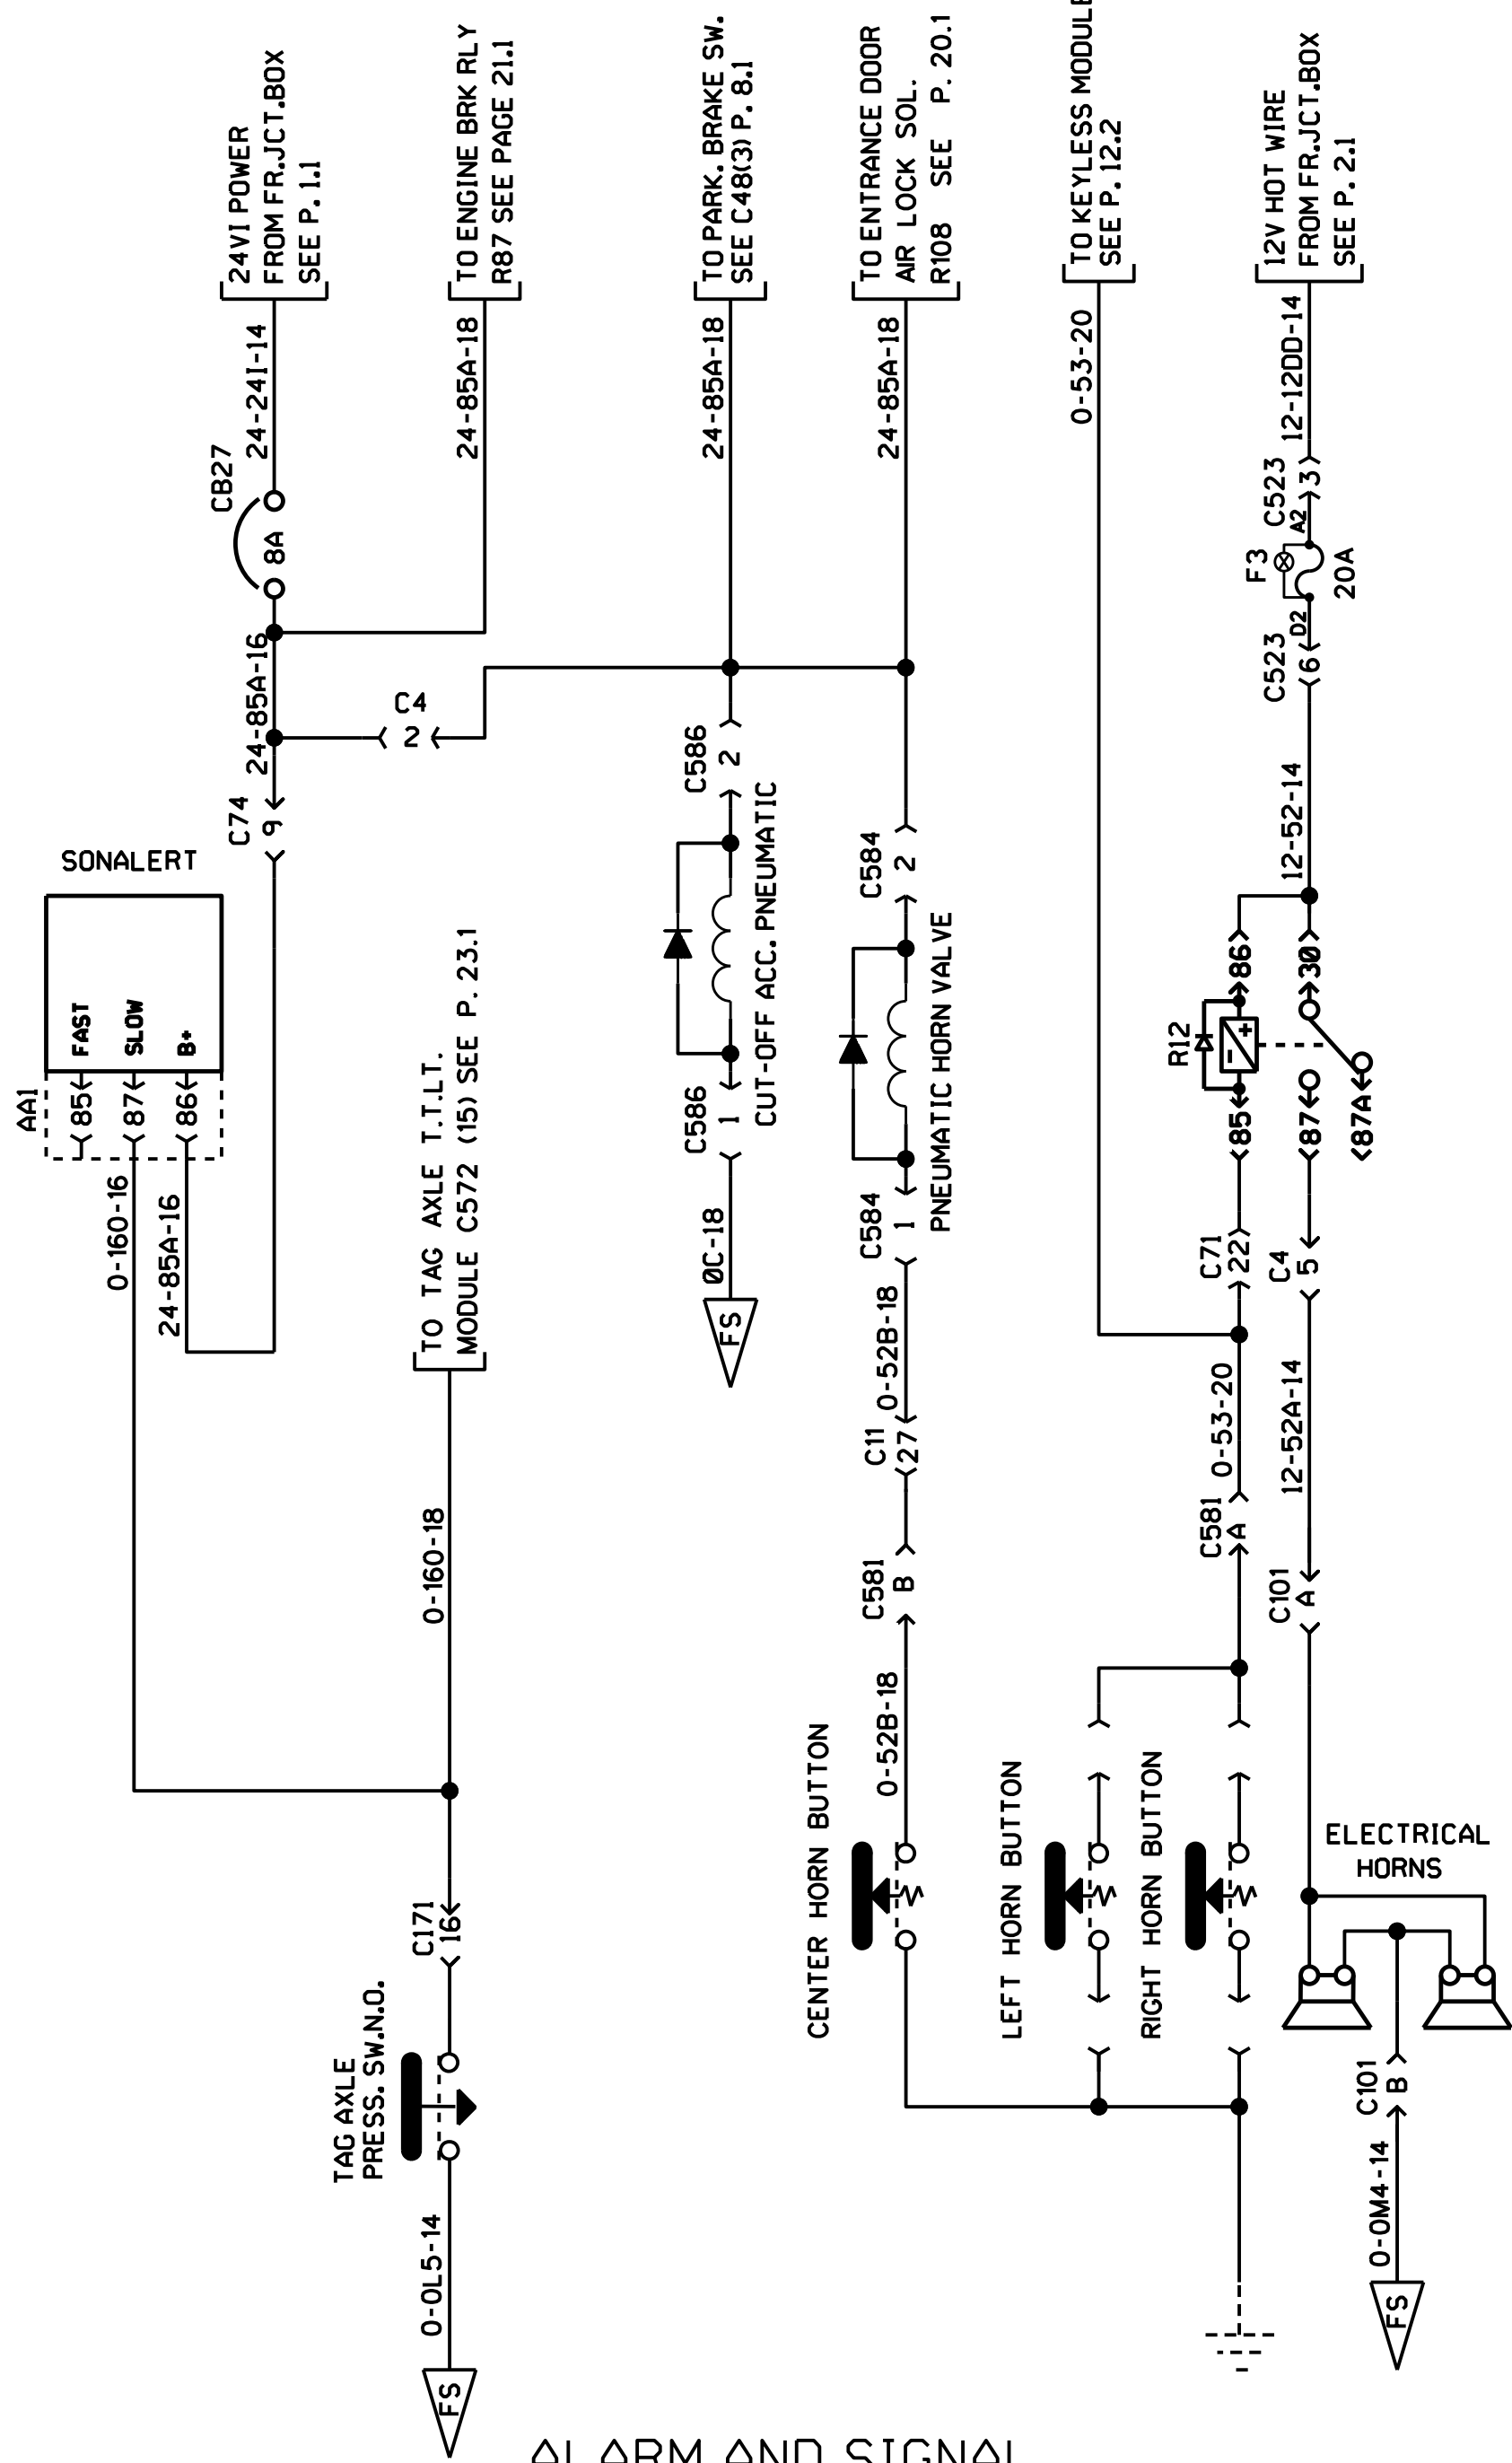 24VI POWER
FROM FR.JCT.BOX
SEE P. 1.1
TO ENGINE BRK RLY
R87 SEE PAGE 21.1
TO PARK. BRAKE SW.
SEE C48(3) P. 8.1
TO ENTRANCE DOOR
AIR LOCK SOL.
R108 SEE P. 20.1
TO KEYLESS MODULE
SEE P. 12.2
12V HOT WIRE
FROM FR.JCT.BOX
SEE P. 2.1
24-24I-14
24-85A-18
24-85A-18
24-85A-18
0-53-20
12-12DD-14
CB27
8A
C523
3
A2
F3
20A
D2
C523
6
24-85A-16
24-85A-16
C4
2
C74
9
C586
2
12-52-14
SONALERT
FAST
SLOW
B+
AA1
85
87
86
0-160-16
24-85A-16
TO TAG AXLE T.T.LT.
MODULE C572 (15) SEE P. 23.1
C586
1
CUT-OFF ACC. PNEUMATIC
0C-18
FS
C584
2
PNEUMATIC HORN VALVE
C584
1
0-52B-18
C11
27
86
30
R12
+
-
85
87
87A
C71
22
C4
5
0-53-20
12-52A-14
C581
A
C101
A
C581
B
0-160-18
0-52B-18
CENTER HORN BUTTON
LEFT HORN BUTTON
RIGHT HORN BUTTON
ELECTRICAL
HORNS
C171
16
TAG AXLE
PRESS. SW.N.O.
C101
B
0-0L5-14
0-0M4-14
FS
FS
ALARM AND SIGNAL